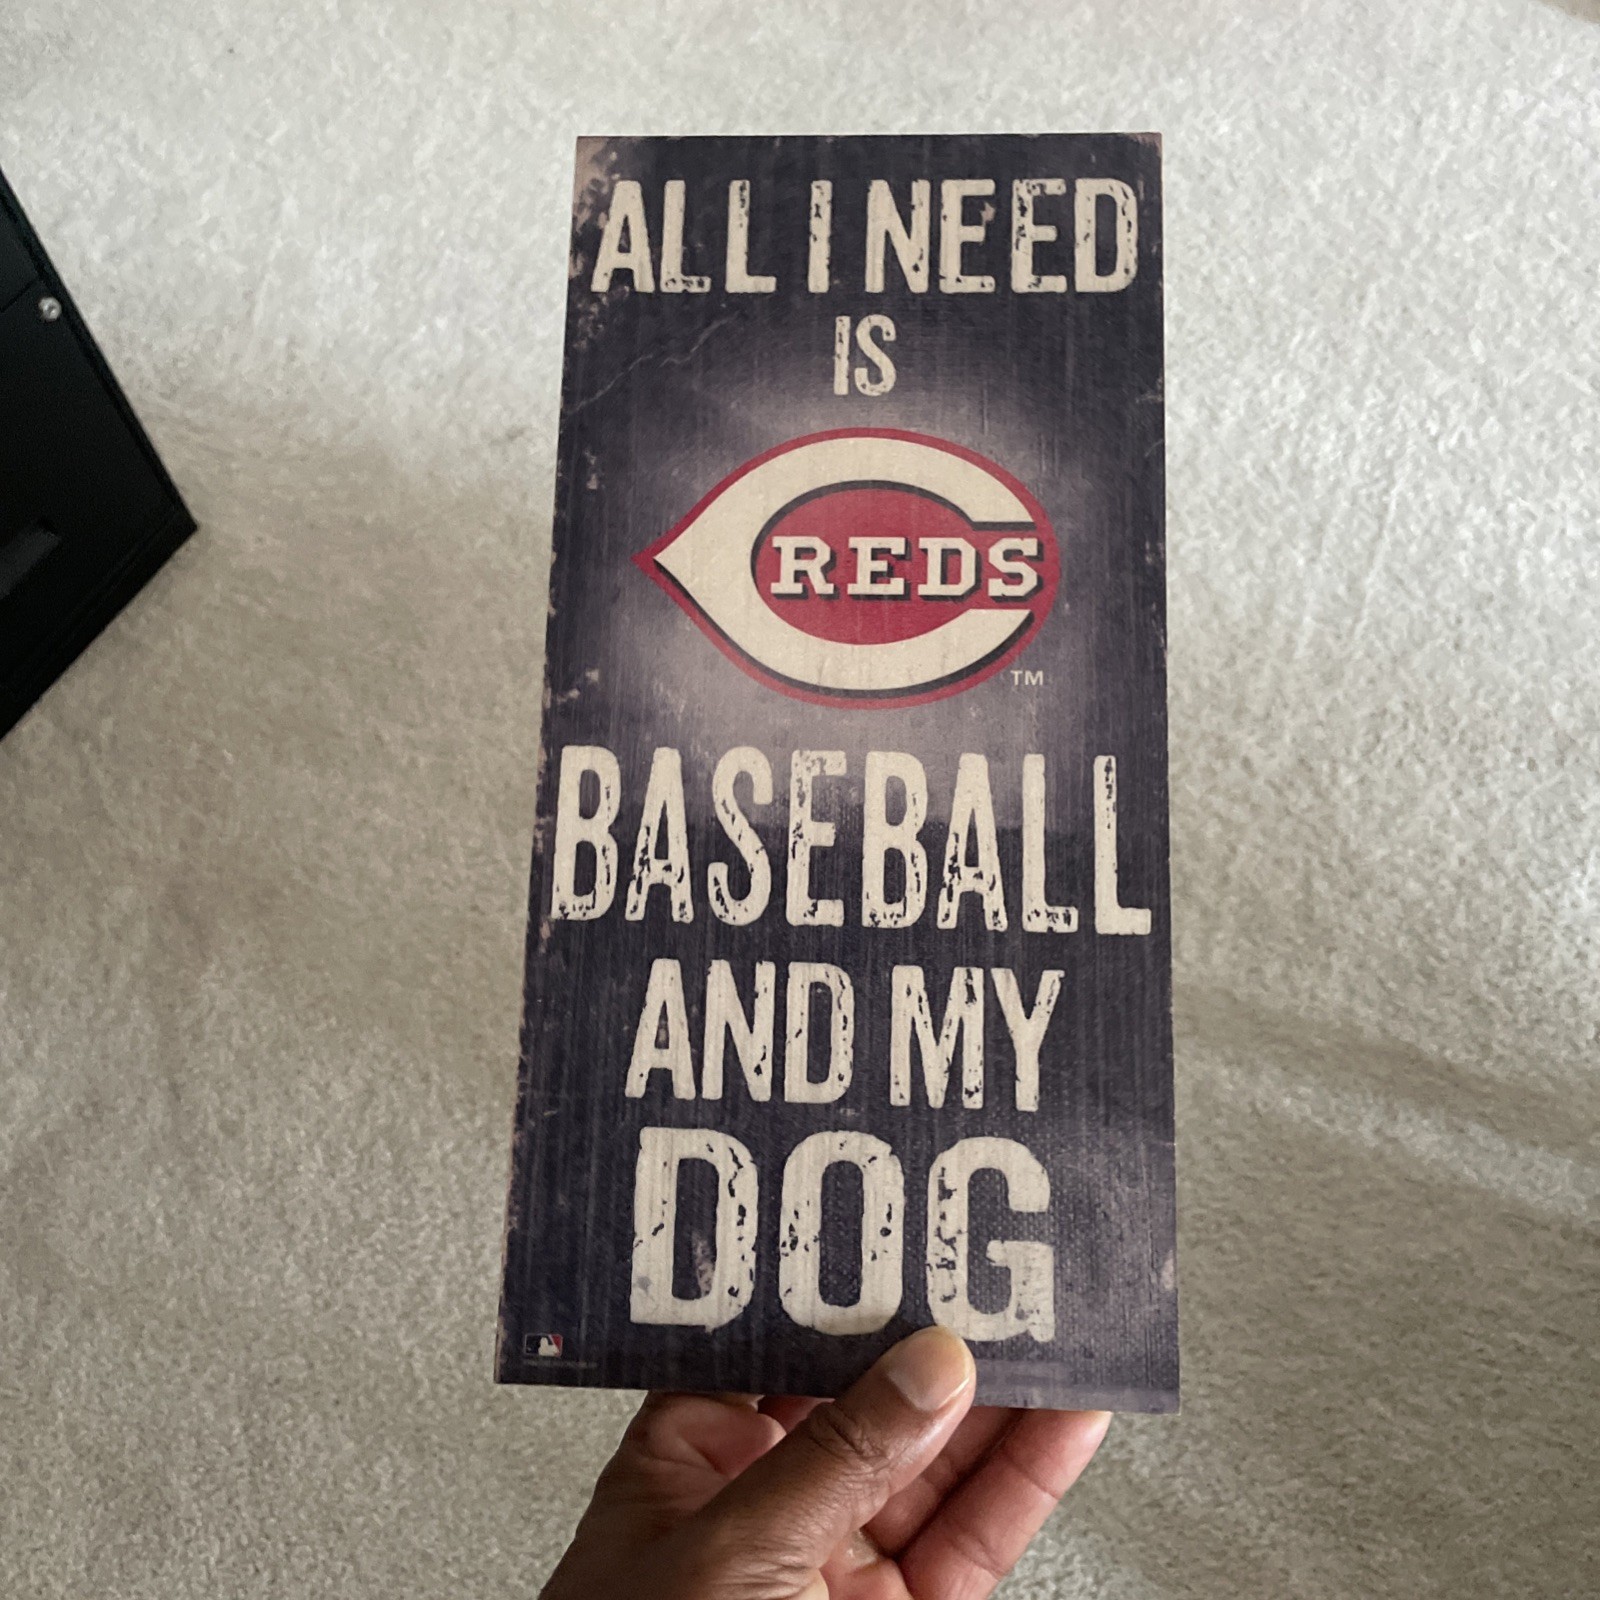 ALL I NEED
IS
REDS
TM
BASEBALL
AND MY
DOG